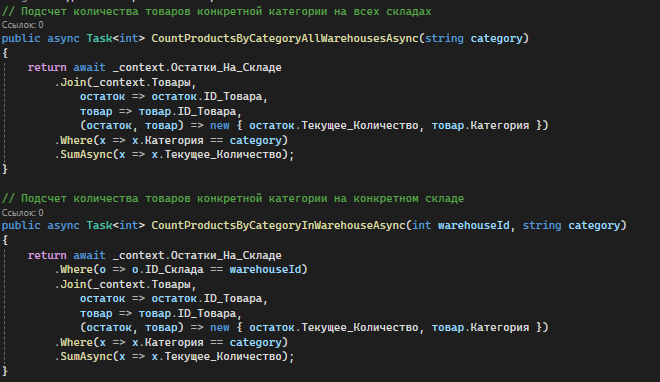 // Подсчет количества товаров конкретной категории на всех складах
Ссылок: 0
public async Task<int> CountProductsByCategoryAllWarehousesAsync(string category)
{
    return await _context.Остатки_На_Складе
        .Join(_context.Товары,
            остаток => остаток.ID_Товара,
            товар => товар.ID_Товара,
            (остаток, товар) => new { остаток.Текущее_Количество, товар.Категория })
        .Where(x => x.Категория == category)
        .SumAsync(x => x.Текущее_Количество);
}
// Подсчет количества товаров конкретной категории на конкретном складе
Ссылок: 0
public async Task<int> CountProductsByCategoryInWarehouseAsync(int warehouseId, string category)
{
    return await _context.Остатки_На_Складе
        .Where(o => o.ID_Склада == warehouseId)
        .Join(_context.Товары,
            остаток => остаток.ID_Товара,
            товар => товар.ID_Товара,
            (остаток, товар) => new { остаток.Текущее_Количество, товар.Категория })
        .Where(x => x.Категория == category)
        .SumAsync(x => x.Текущее_Количество);
}